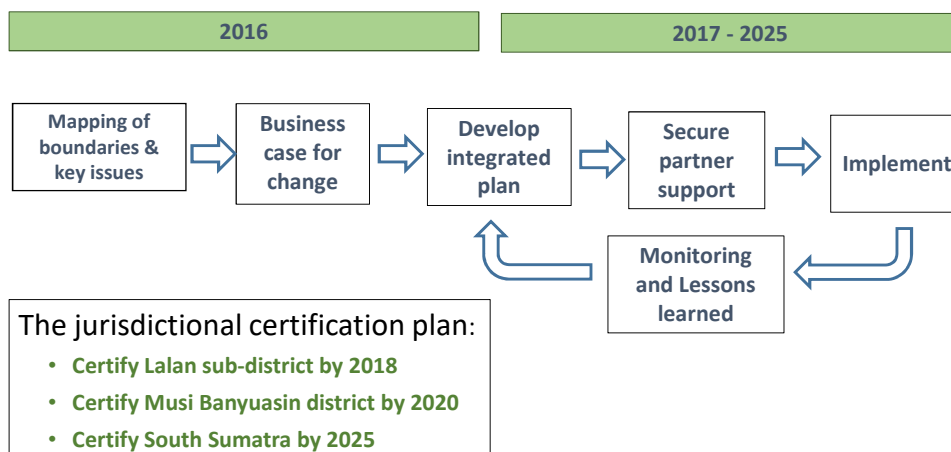 2016
2017 - 2025
Mapping of
boundaries &
key issues
Business
case for
change
Develop
integrated
plan
Secure
partner
support
Implement
Monitoring
and Lessons
learned
The jurisdictional certification plan:
• Certify Lalan sub-district by 2018
• Certify Musi Banyuasin district by 2020
• Certify South Sumatra by 2025